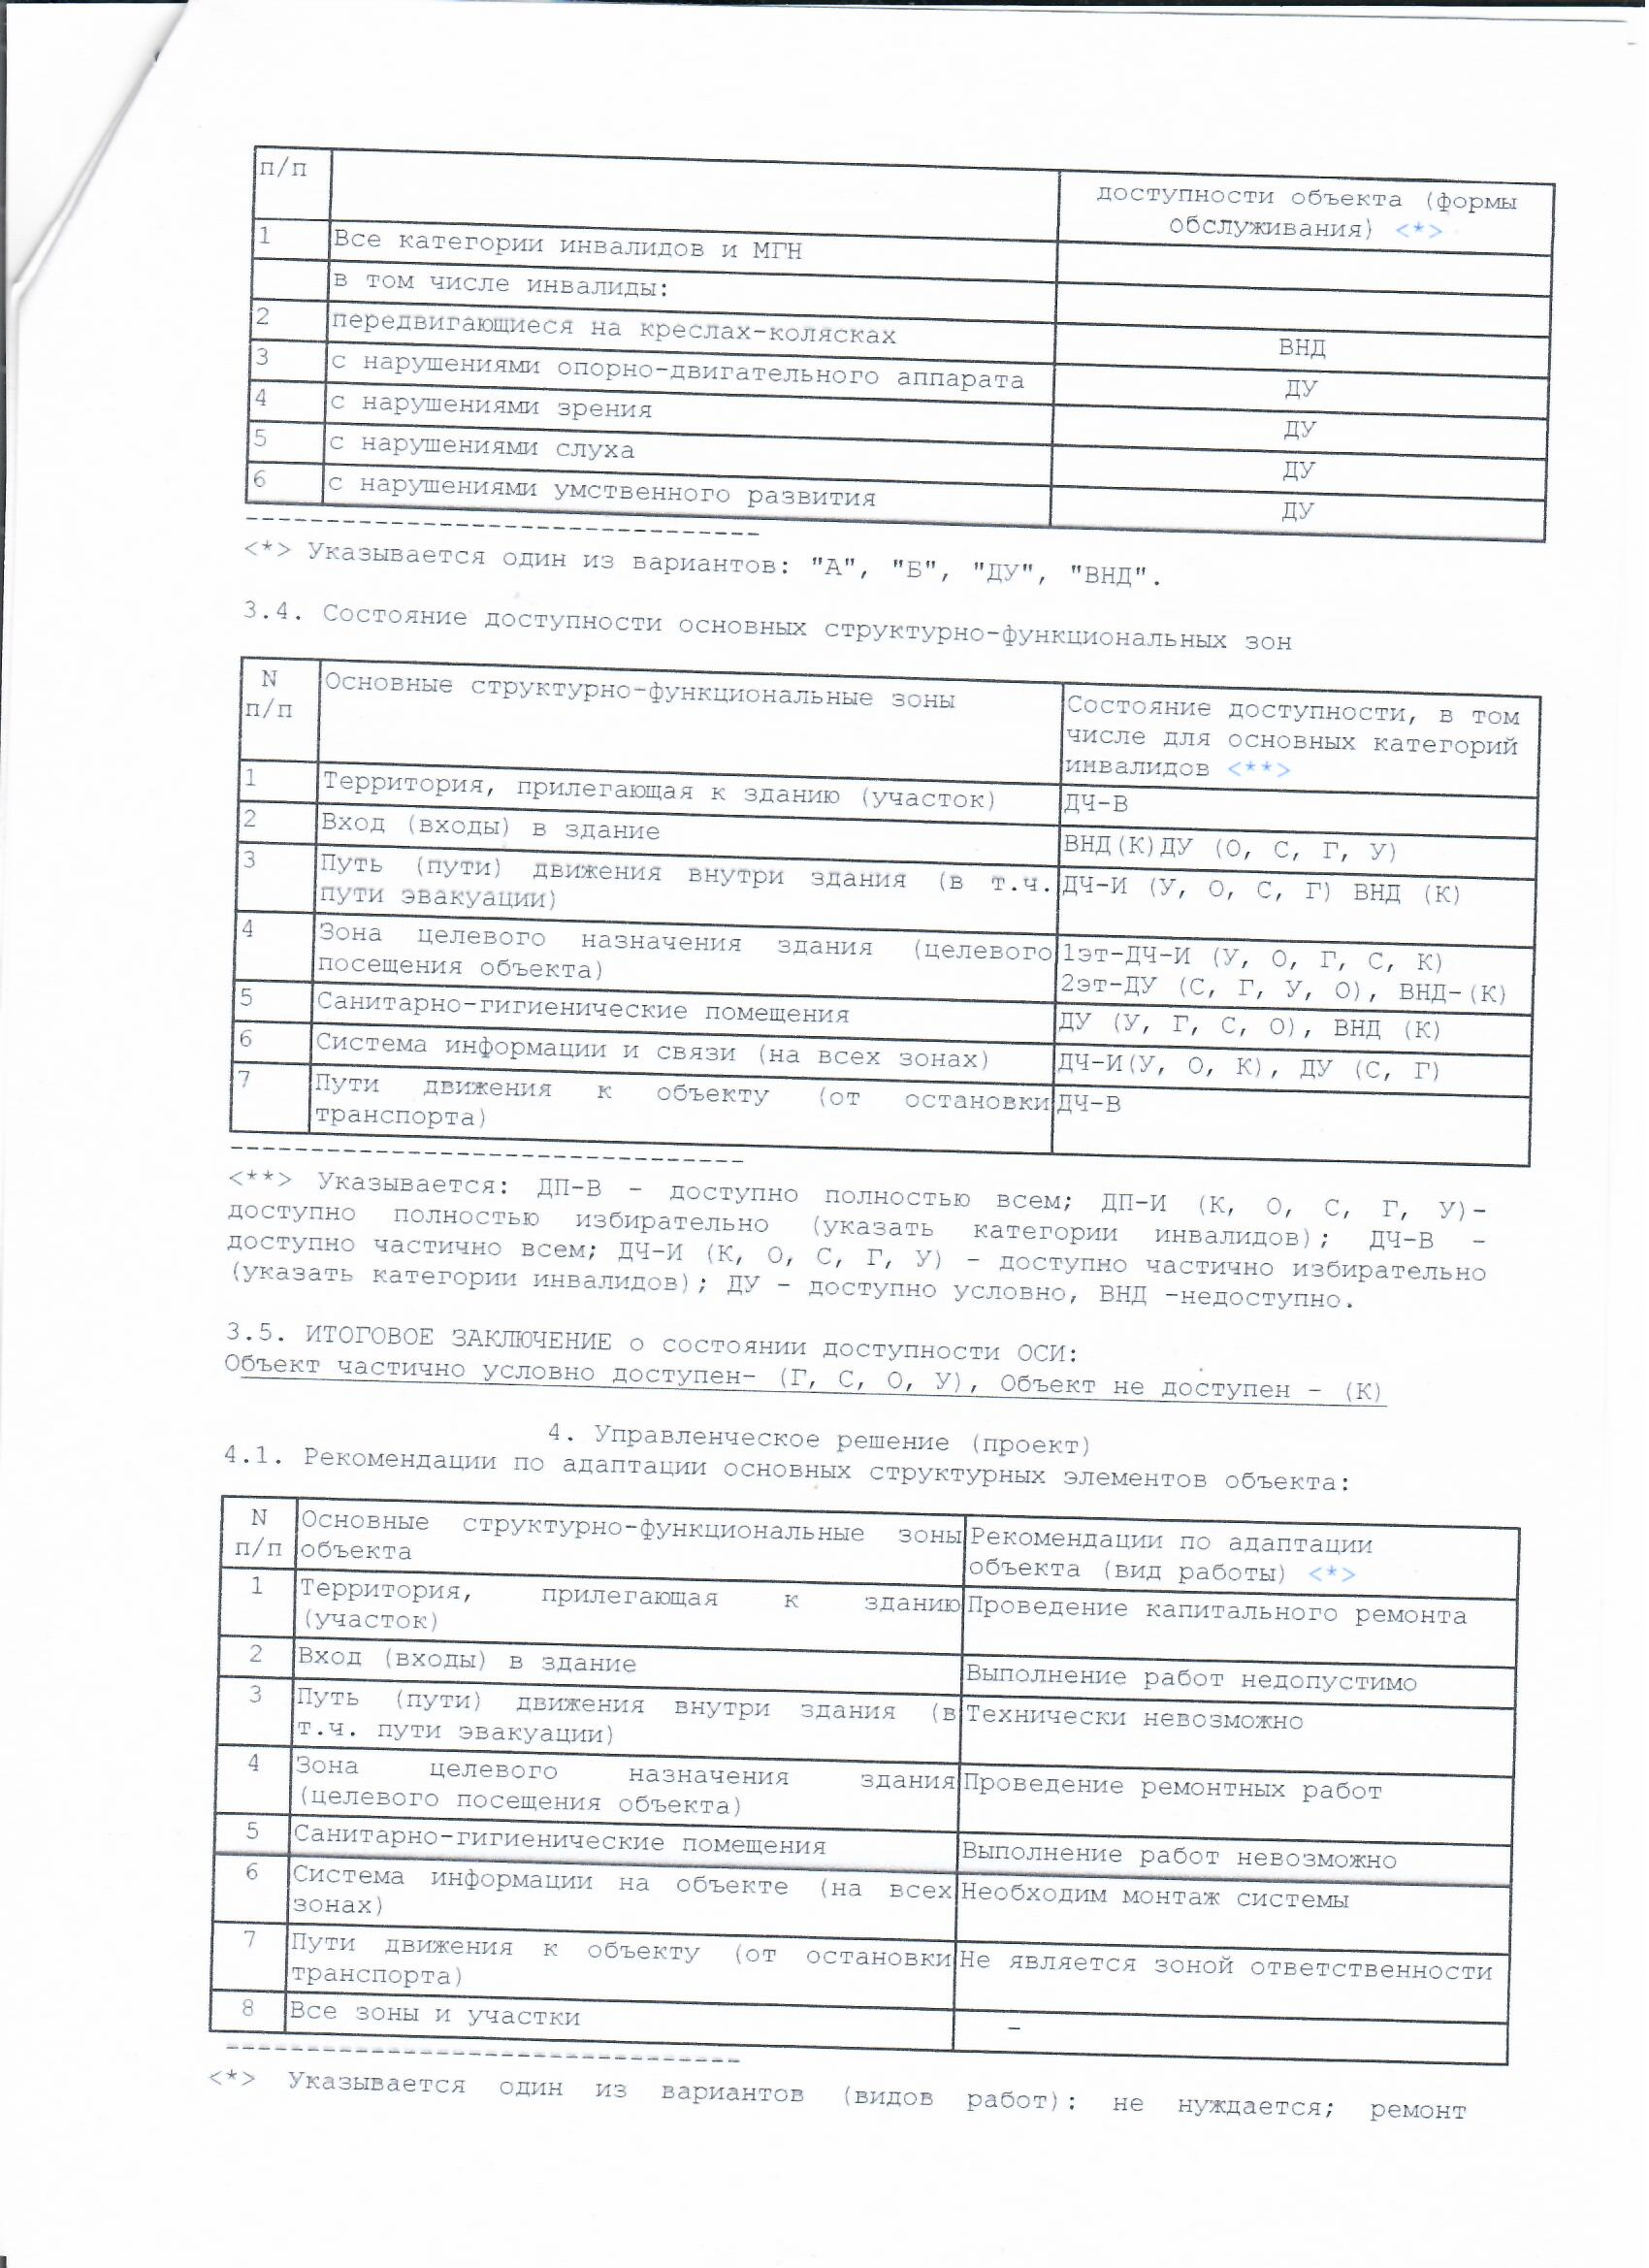 п/п
доступности объекта (формы
обслуживания) <*>
1 Все категории инвалидов и МГН
в том числе инвалиды:
2 передвигающиеся на креслах-колясках ВНД
3 с нарушениями опорно-двигательного аппарата ДУ
4 с нарушениями зрения ДУ
5 с нарушениями слуха ДУ
6 с нарушениями умственного развития ДУ
--------------------------------
<*> Указывается один из вариантов: "А", "Б", "ДУ", "ВНД".
3.4. Состояние доступности основных структурно-функциональных зон
N Основные структурно-функциональные зоны Состояние доступности, в том
п/п числе для основных категорий
инвалидов <**>
1 Территория, прилегающая к зданию (участок) ДЧ-В
2 Вход (входы) в здание ВНД(К)ДУ (О, С, Г, У)
3 Путь (пути) движения внутри здания (в т.ч. ДЧ-И (У, О, С, Г) ВНД (К)
пути эвакуации)
4 Зона целевого назначения здания (целевого 1эт-ДЧ-И (У, О, Г, С, К)
посещения объекта) 2эт-ДУ (С, Г, У, О), ВНД-(К)
5 Санитарно-гигиенические помещения ДУ (У, Г, С, О), ВНД (К)
6 Система информации и связи (на всех зонах) ДЧ-И(У, О, К), ДУ (С, Г)
7 Пути движения к объекту (от остановки ДЧ-В
транспорта)
--------------------------------
<**> Указывается: ДП-В - доступно полностью всем; ДП-И (К, О, С, Г, У)-
доступно полностью избирательно (указать категории инвалидов); ДЧ-В -
доступно частично всем; ДЧ-И (К, О, С, Г, У) - доступно частично избирательно
(указать категории инвалидов); ДУ - доступно условно, ВНД -недоступно.
3.5. ИТОГОВОЕ ЗАКЛЮЧЕНИЕ о состоянии доступности ОСИ:
Объект частично условно доступен- (Г, С, О, У), Объект не доступен - (К)
4. Управленческое решение (проект)
4.1. Рекомендации по адаптации основных структурных элементов объекта:
N Основные структурно-функциональные зоны Рекомендации по адаптации
п/п объекта объекта (вид работы) <*>
1 Территория, прилегающая к зданию Проведение капитального ремонта
(участок)
2 Вход (входы) в здание Выполнение работ недопустимо
3 Путь (пути) движения внутри здания (в Технически невозможно
т.ч. пути эвакуации)
4 Зона целевого назначения здания Проведение ремонтных работ
(целевого посещения объекта)
5 Санитарно-гигиенические помещения Выполнение работ невозможно
6 Система информации на объекте (на всех Необходим монтаж системы
зонах)
7 Пути движения к объекту (от остановки Не является зоной ответственности
транспорта)
8 Все зоны и участки -
--------------------------------
<*> Указывается один из вариантов (видов работ): не нуждается; ремонт